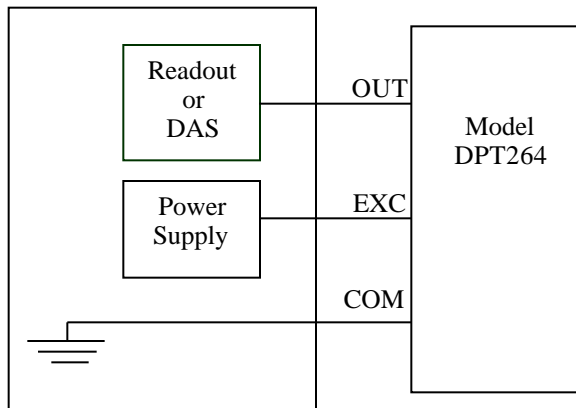 Readout
or
DAS
OUT
Model
DPT264
Power
Supply
EXC
COM